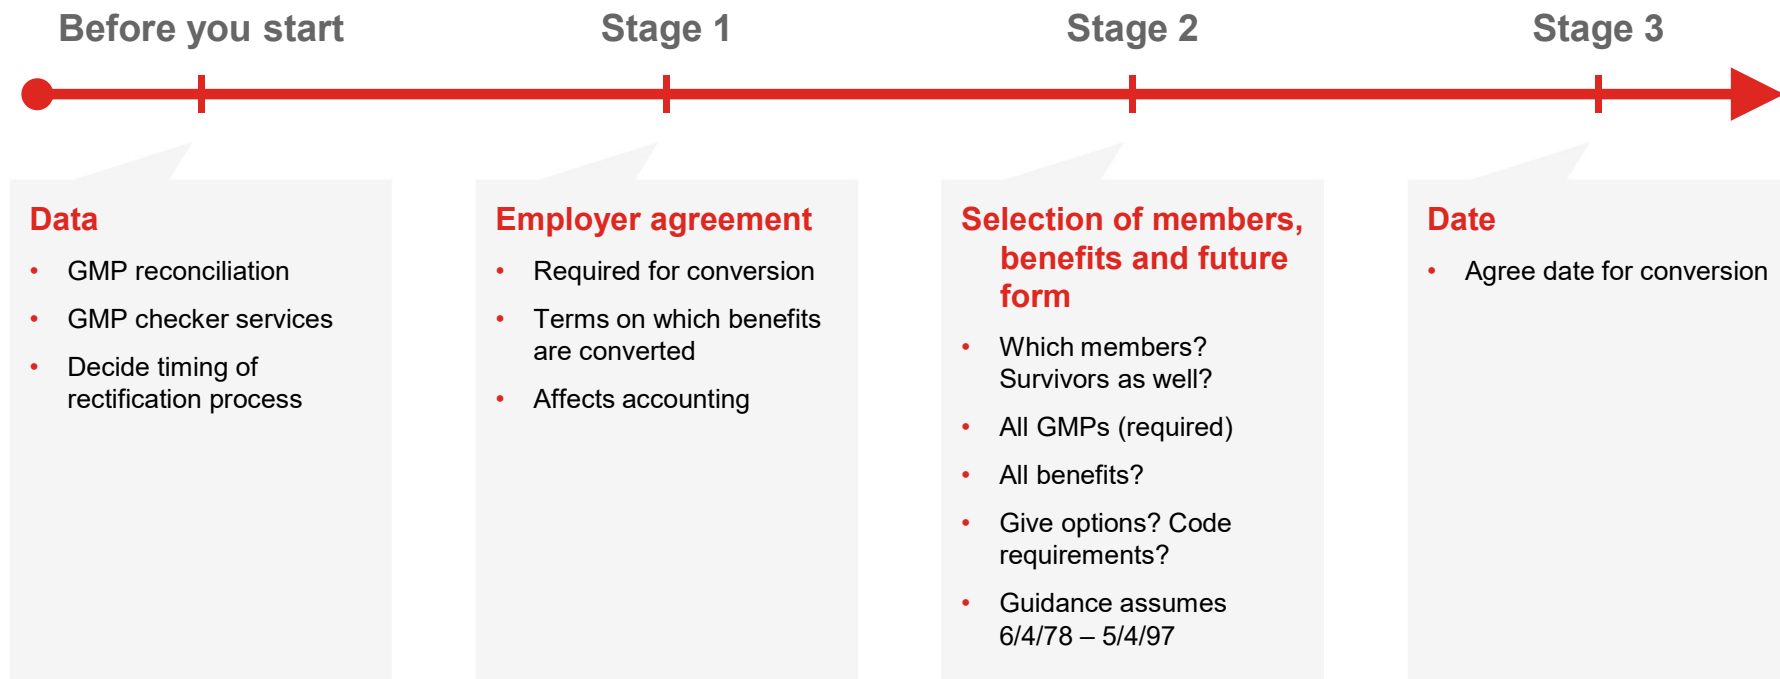 Before you start
Stage 1
Stage 2
Stage 3
Data
• GMP reconciliation
• GMP checker services
• Decide timing of
rectification process
Employer agreement
• Required for conversion
• Terms on which benefits
are converted
• Affects accounting
Selection of members,
benefits and future
form
• Which members?
Survivors as well?
• All GMPs (required)
• All benefits?
• Give options? Code
requirements?
• Guidance assumes
6/4/78 – 5/4/97
Date
• Agree date for conversion